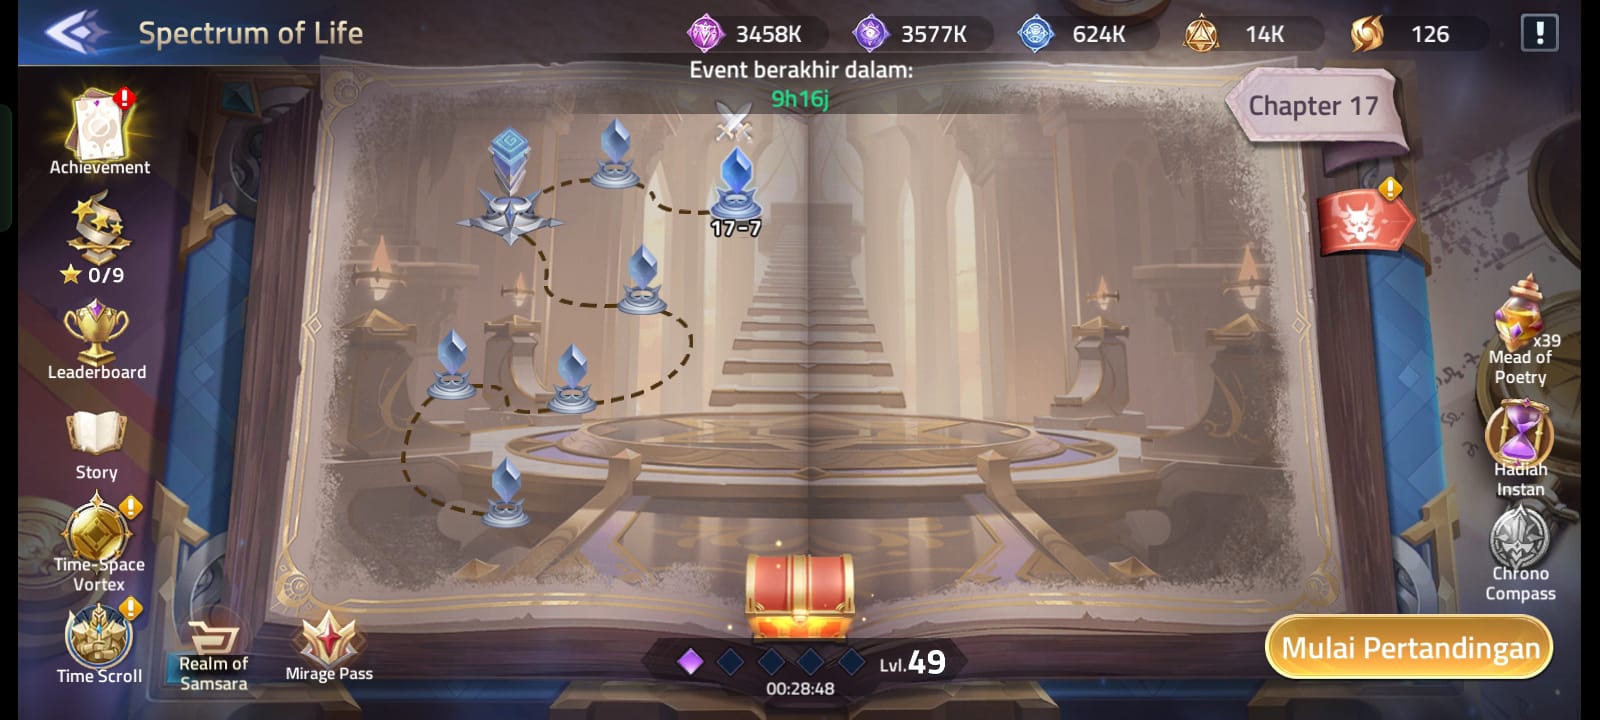 Spectrum of Life
3458K
3577K
624K
14K
126
!
Event berakhir dalam:
9h16j
Chapter 17
Achievement
0/9
Leaderboard
Story
Time-Space
Vortex
Time Scroll
Realm of
Samsara
Mirage Pass
17-7
x39
Mead of
Poetry
Hadiah
Instan
Chrono
Compass
Lvl.49
00:28:48
Mulai Pertandingan